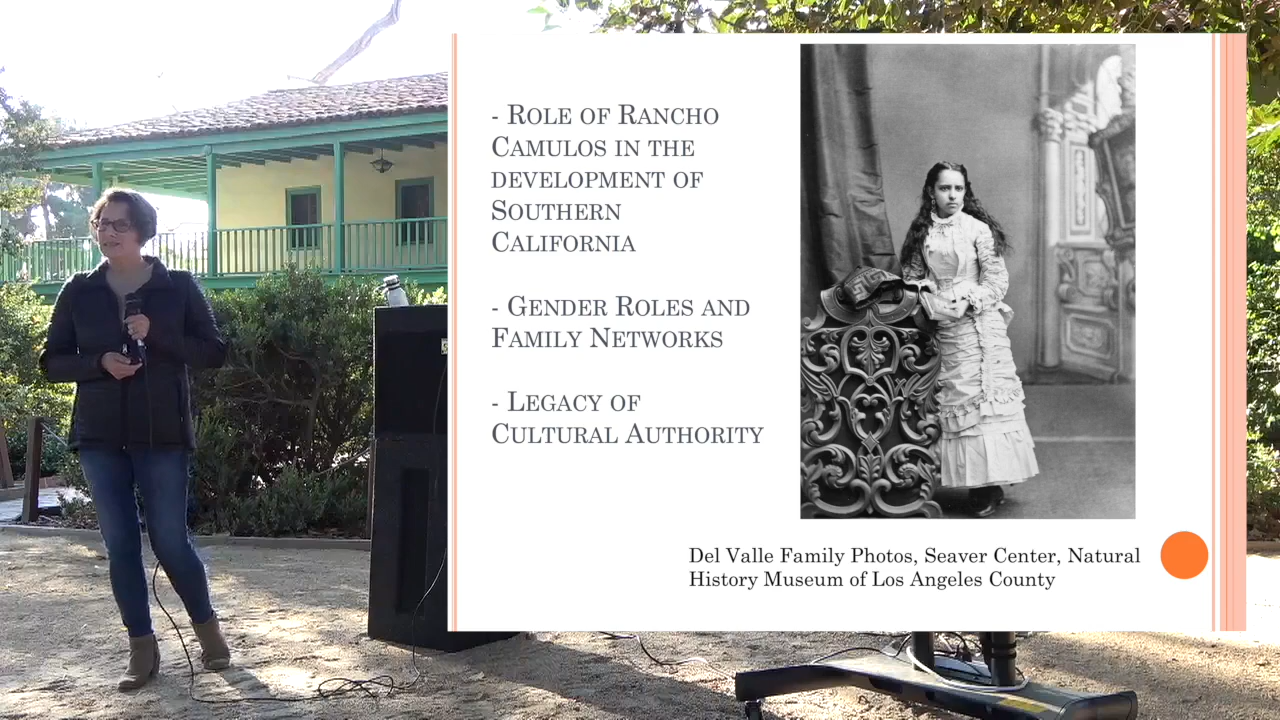 - Role of Rancho
Camulos in the
development of
Southern
California
- Gender Roles and
Family Networks
- Legacy of
Cultural Authority
Del Valle Family Photos, Seaver Center, Natural
History Museum of Los Angeles County